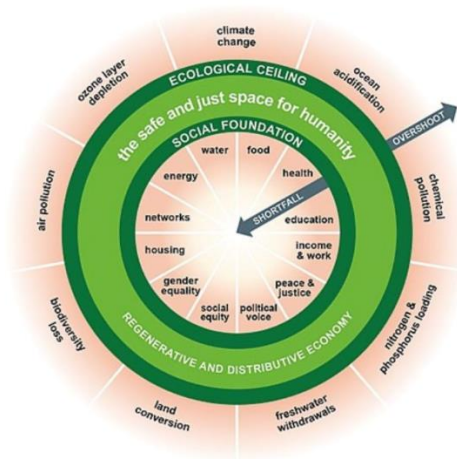 climate
change
ozone layer
depletion
ocean
acidification
ECOLOGICAL CEILING
the safe and just space for humanity
SOCIAL FOUNDATION
OVERSHOOT
water
food
energy
health
air pollution
chemical
pollution
SHORTFALL
networks
education
housing
income
& work
gender
equality
peace &
justice
social
equity
political
voice
biodiversity
loss
nitrogen &
phosphorus loading
REGENERATIVE AND DISTRIBUTIVE ECONOMY
land
conversion
freshwater
withdrawals